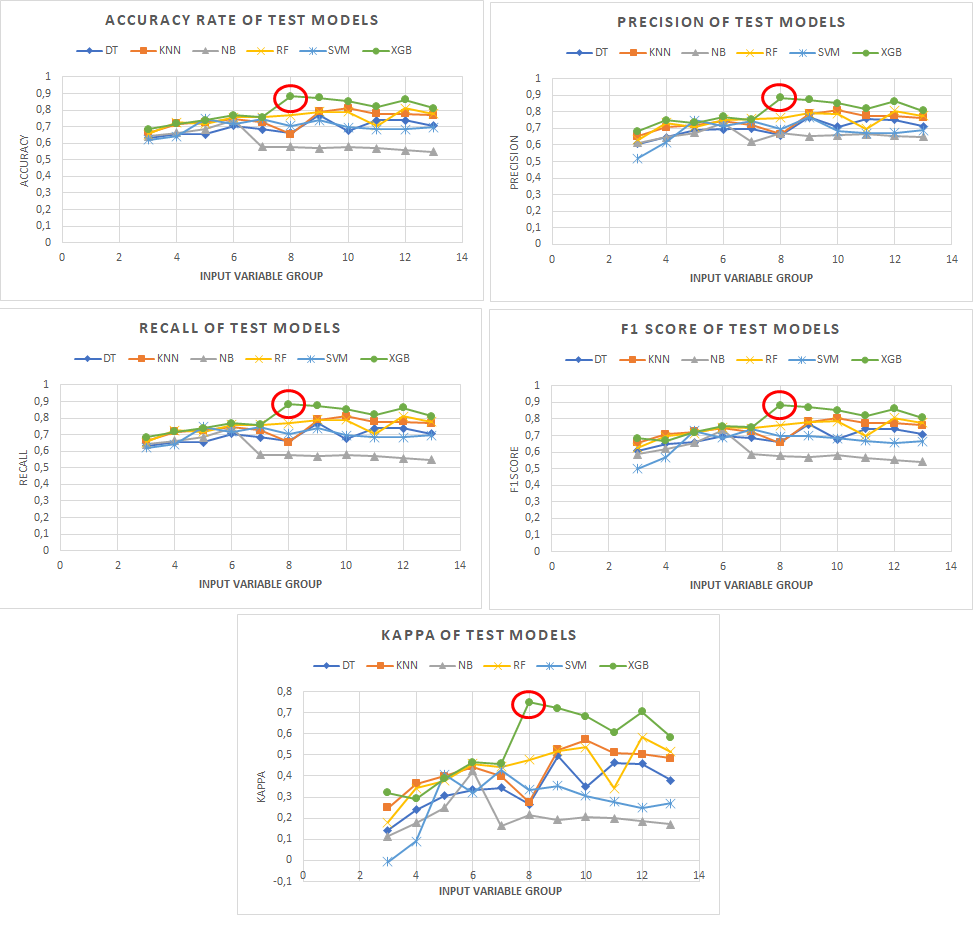 ACCURACY RATE OF TEST MODELS
DT KNN NB RF SVM XGB
1
0,9
0,8
0,7
0,6
0,5
0,4
0,3
0,2
0,1
0
ACCURACY
0 2 4 6 8 10 12 14
INPUT VARIABLE GROUP
PRECISION OF TEST MODELS
DT KNN NB RF SVM XGB
1
0,9
0,8
0,7
0,6
0,5
0,4
0,3
0,2
0,1
0
PRECISION
0 2 4 6 8 10 12 14
INPUT VARIABLE GROUP
RECALL OF TEST MODELS
DT KNN NB RF SVM XGB
1
0,9
0,8
0,7
0,6
0,5
0,4
0,3
0,2
0,1
0
RECALL
0 2 4 6 8 10 12 14
INPUT VARIABLE GROUP
F1 SCORE OF TEST MODELS
DT KNN NB RF SVM XGB
1
0,9
0,8
0,7
0,6
0,5
0,4
0,3
0,2
0,1
0
F1 SCORE
0 2 4 6 8 10 12 14
INPUT VARIABLE GROUP
KAPPA OF TEST MODELS
DT KNN NB RF SVM XGB
0,8
0,7
0,6
0,5
0,4
0,3
0,2
0,1
0
-0,1
KAPPA
0 2 4 6 8 10 12 14
INPUT VARIABLE GROUP